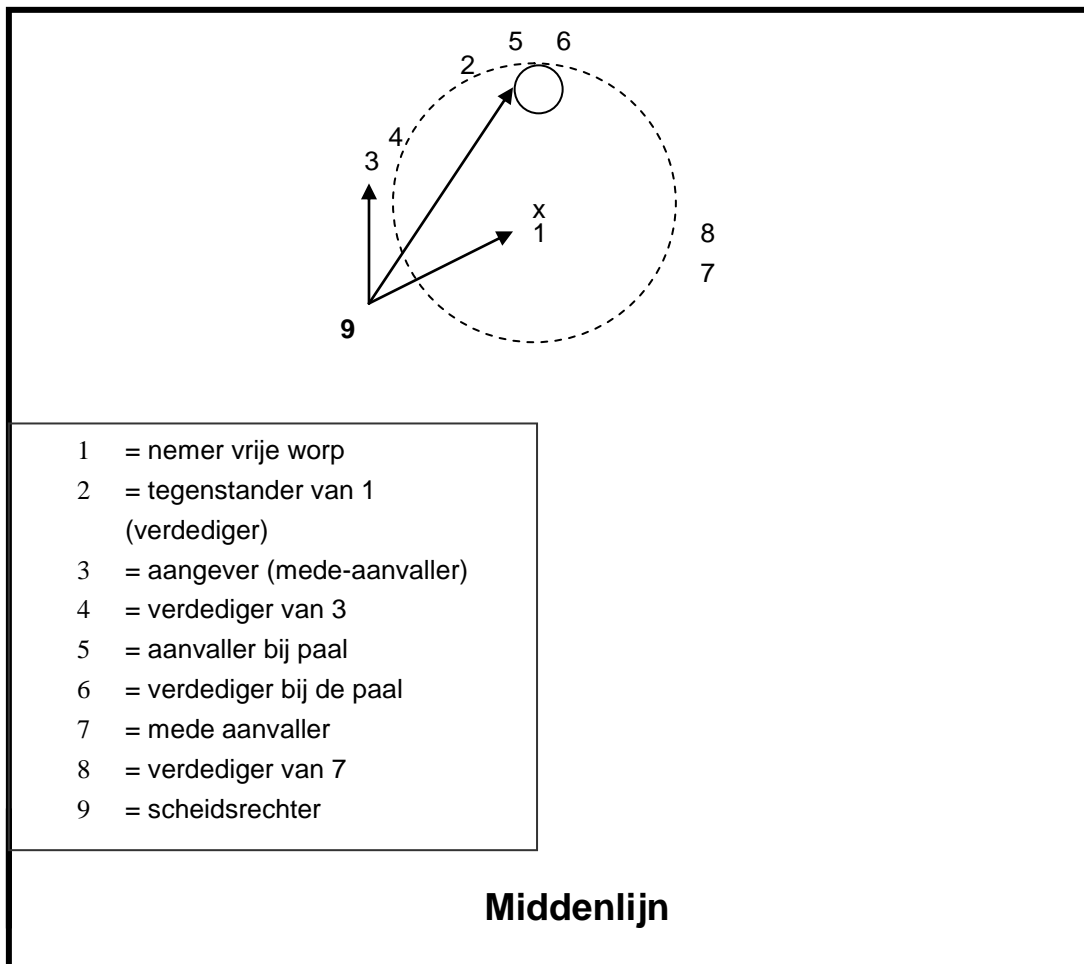 5 6
2
4
3
x
1
8
7
9
1 = nemer vrije worp
2 = tegenstander van 1
(verdediger)
3 = aangever (mede-aanvaller)
4 = verdediger van 3
5 = aanvaller bij paal
6 = verdediger bij de paal
7 = mede aanvaller
8 = verdediger van 7
9 = scheidsrechter
Middenlijn